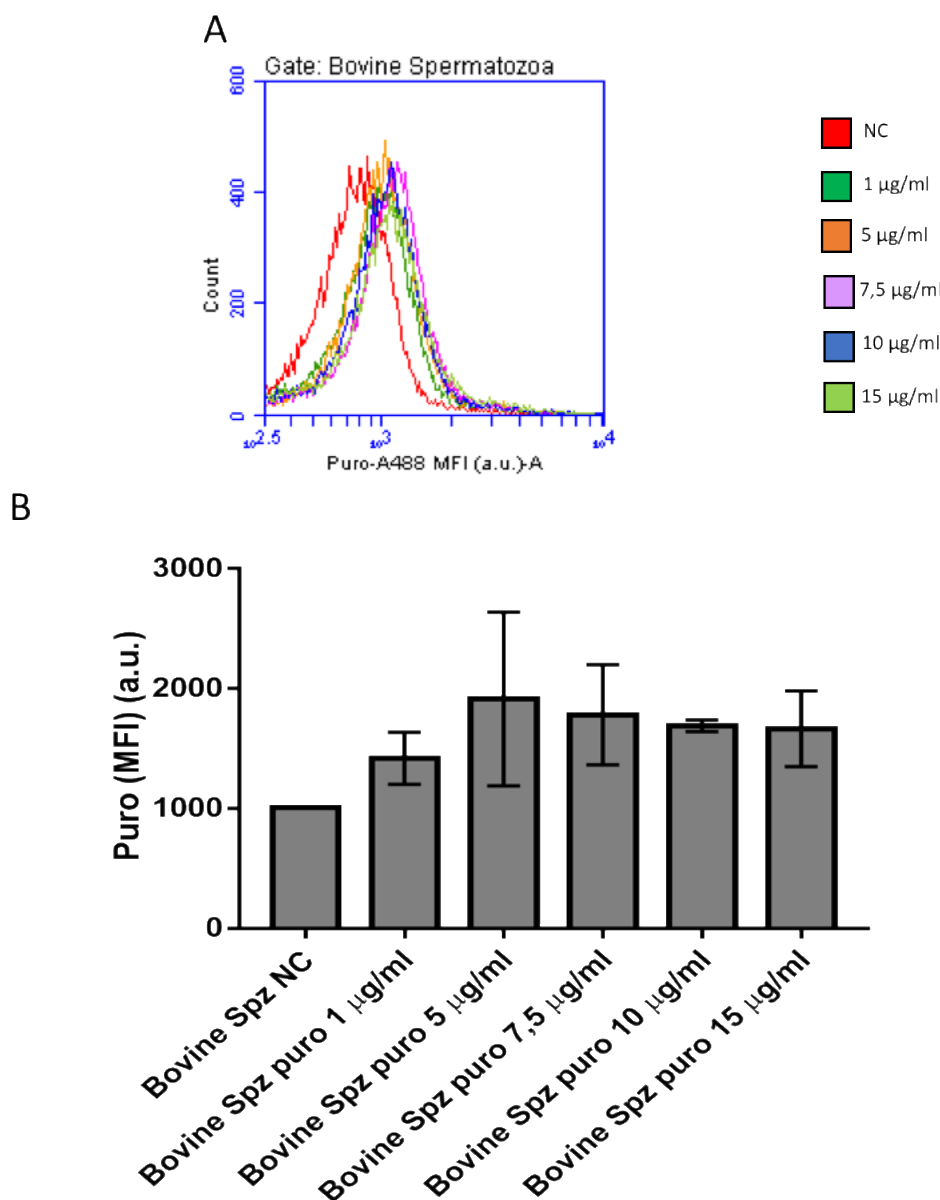 A
Gate: Bovine Spermatozoa
600
400
200
0
Count
10^2.5
10^3
10^4
Puro-A488 MFI (a.u.)-A
NC
1 µg/ml
5 µg/ml
7,5 µg/ml
10 µg/ml
15 µg/ml
B
3000
2000
1000
0
Puro (MFI) (a.u.)
Bovine Spz NC
Bovine Spz puro 1 µg/ml
Bovine Spz puro 5 µg/ml
Bovine Spz puro 7,5 µg/ml
Bovine Spz puro 10 µg/ml
Bovine Spz puro 15 µg/ml